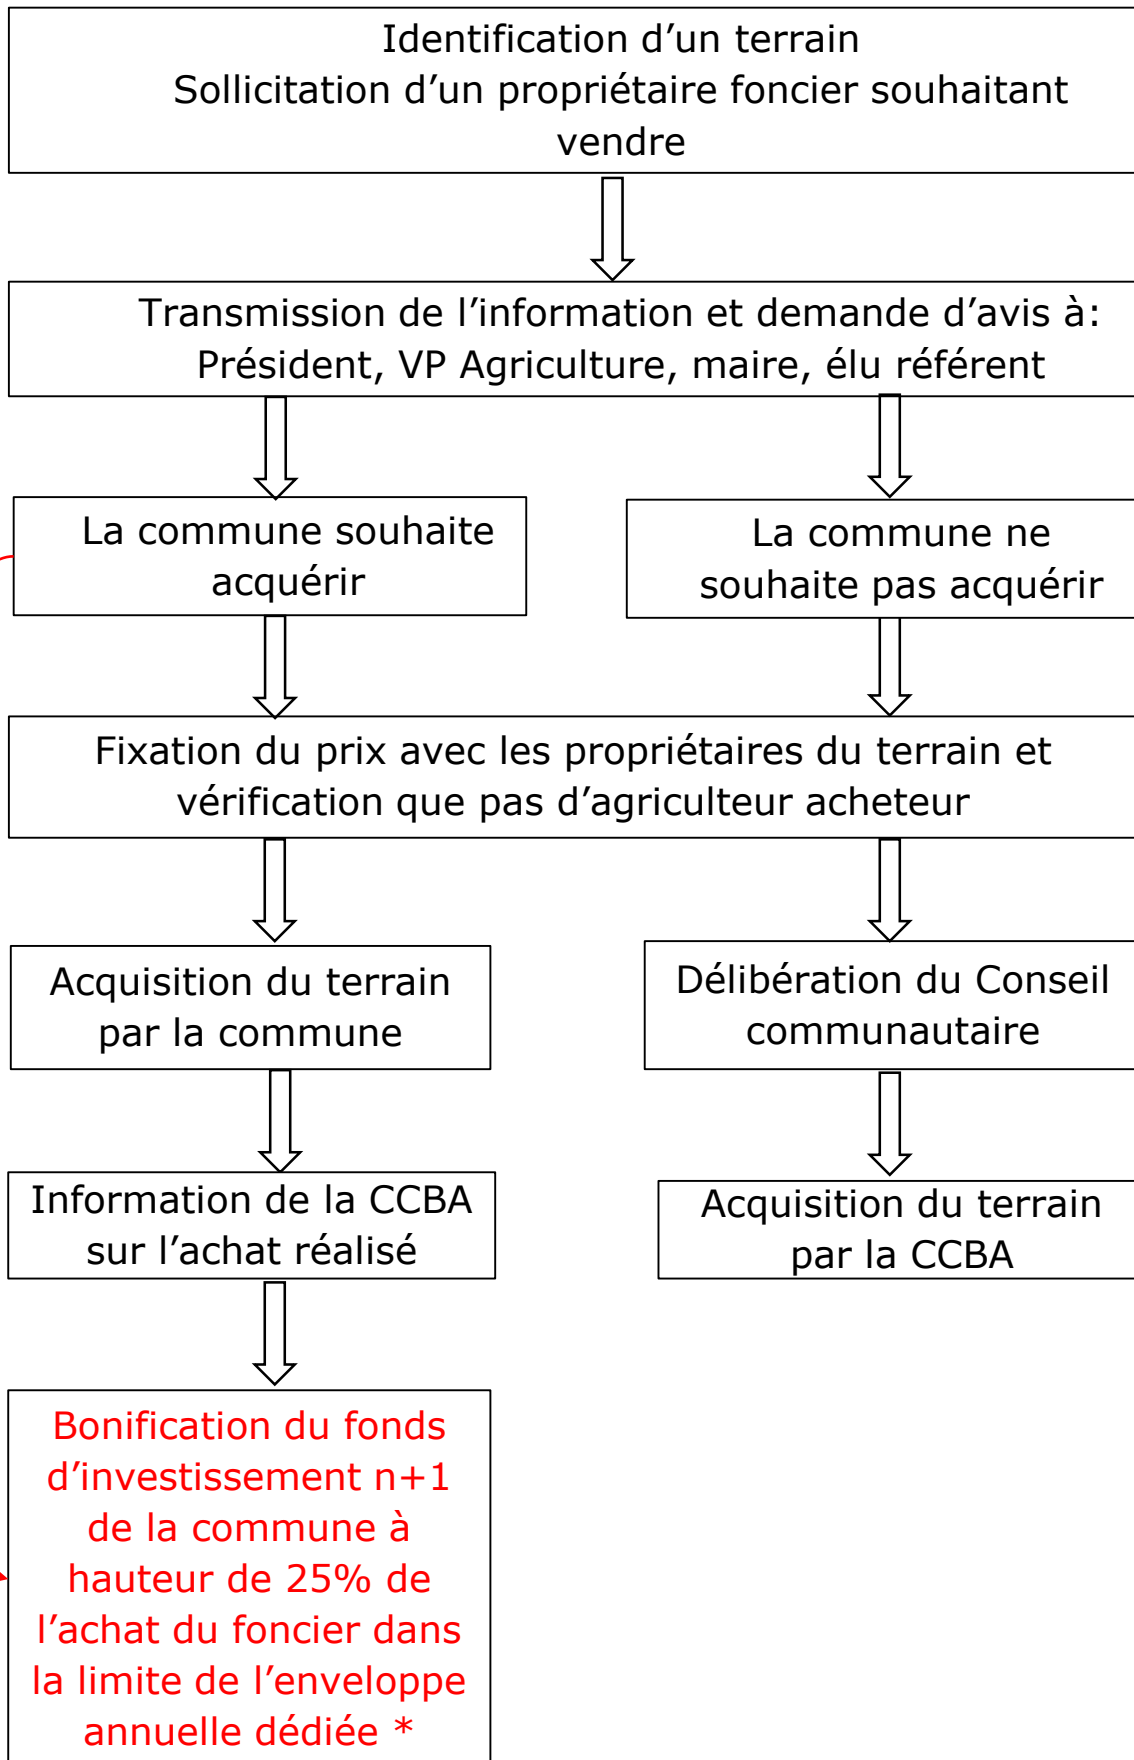 Identification d’un terrain
Sollicitation d’un propriétaire foncier souhaitant
vendre
Transmission de l’information et demande d’avis à:
Président, VP Agriculture, maire, élu référent
La commune souhaite
acquérir
La commune ne
souhaite pas acquérir
Fixation du prix avec les propriétaires du terrain et
vérification que pas d’agriculteur acheteur
Acquisition du terrain
par la commune
Délibération du Conseil
communautaire
Information de la CCBA
sur l’achat réalisé
Acquisition du terrain
par la CCBA
Bonification du fonds
d’investissement n+1
de la commune à
hauteur de 25% de
l’achat du foncier dans
la limite de l’enveloppe
annuelle dédiée *